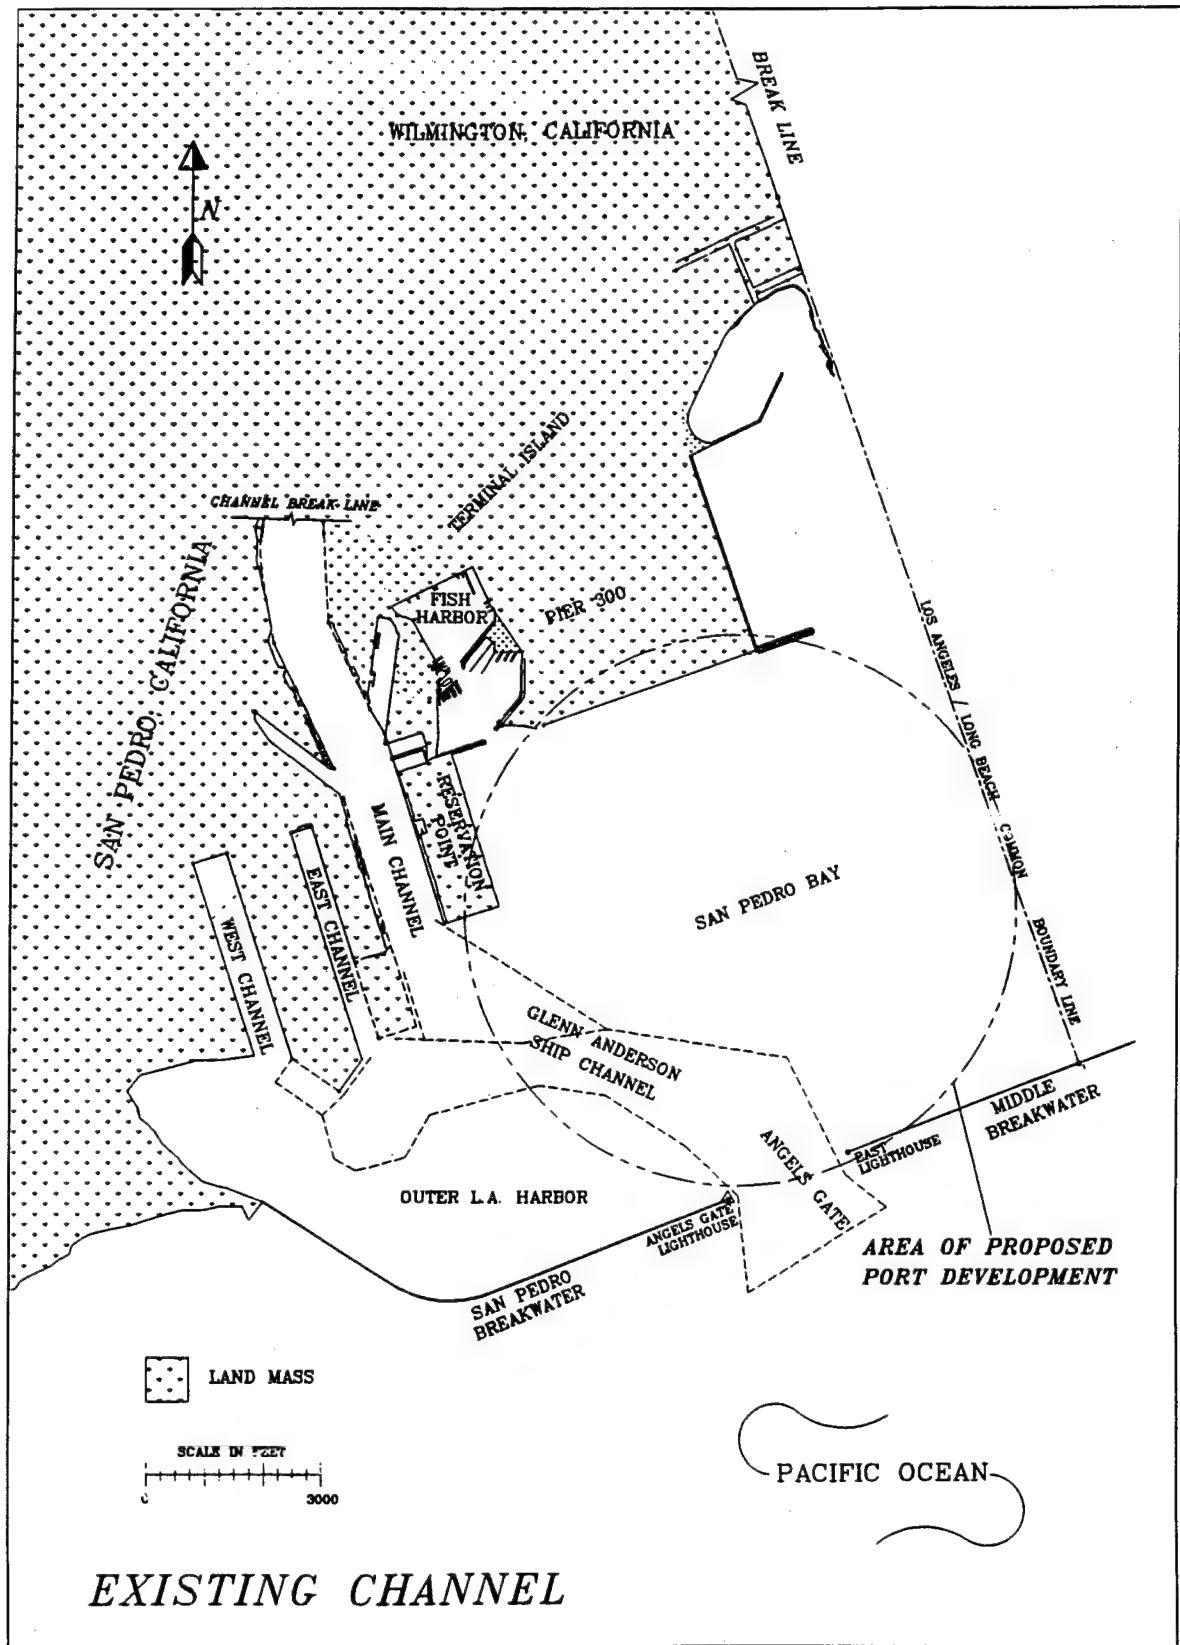 BREAK LINE
WILMINGTON, CALIFORNIA
N
TERMINAL ISLAND
CHANNEL BREAK LINE
SAN PEDRO CALIFORNIA
FISH
HARBOR
PIER 300
LOS ANGELES / LONG BEACH COMMON BOUNDARY LINE
RESERVATION
POINT
MAIN CHANNEL
EAST CHANNEL
WEST CHANNEL
SAN PEDRO BAY
GLENN ANDERSON
SHIP CHANNEL
MIDDLE
BREAKWATER
EAST
LIGHTHOUSE
ANGELS GATE
OUTER L.A. HARBOR
ANGELS GATE
LIGHTHOUSE
SAN PEDRO
BREAKWATER
AREA OF PROPOSED
PORT DEVELOPMENT
LAND MASS
SCALE IN FEET
0 3000
PACIFIC OCEAN
EXISTING CHANNEL